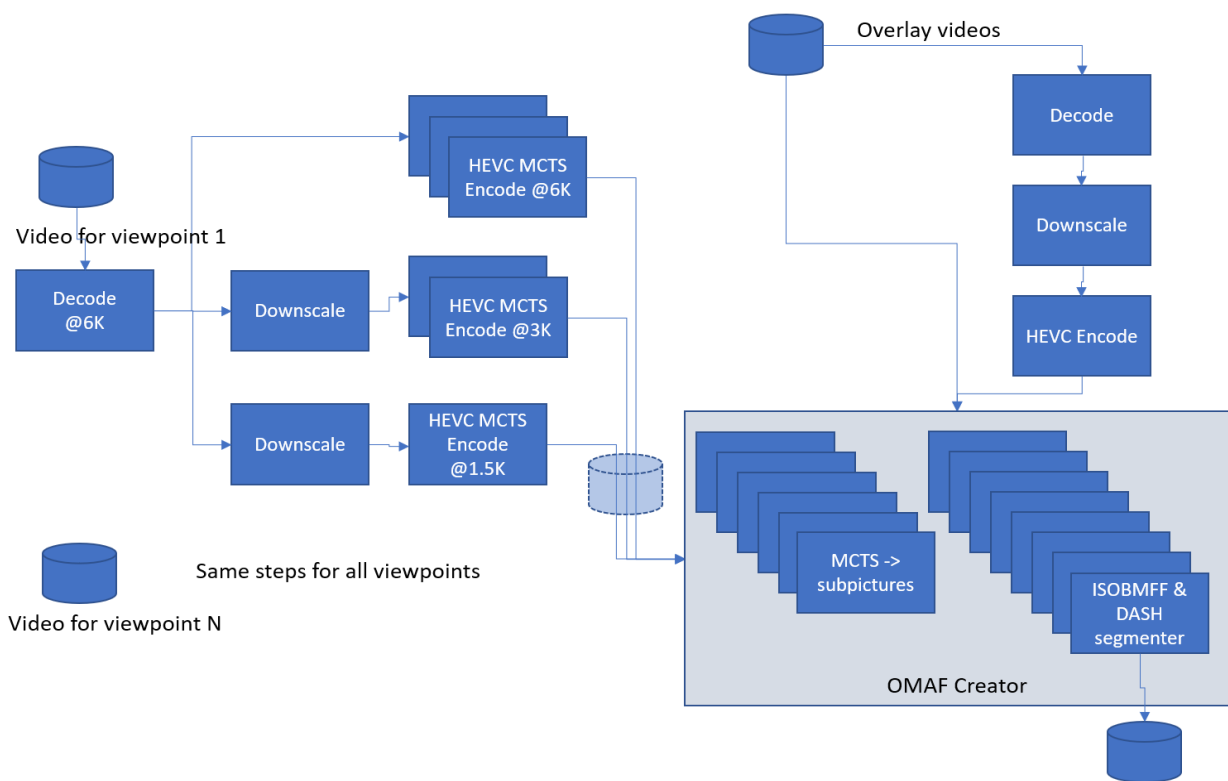 Overlay videos
Decode
HEVC MCTS
Encode @6K
Video for viewpoint 1
Downscale
Decode
@6K
Downscale
HEVC MCTS
Encode @3K
HEVC Encode
Downscale
HEVC MCTS
Encode
@1.5K
Same steps for all viewpoints
Video for viewpoint N
MCTS ->
subpictures
ISOBMFF &
DASH
segmenter
OMAF Creator